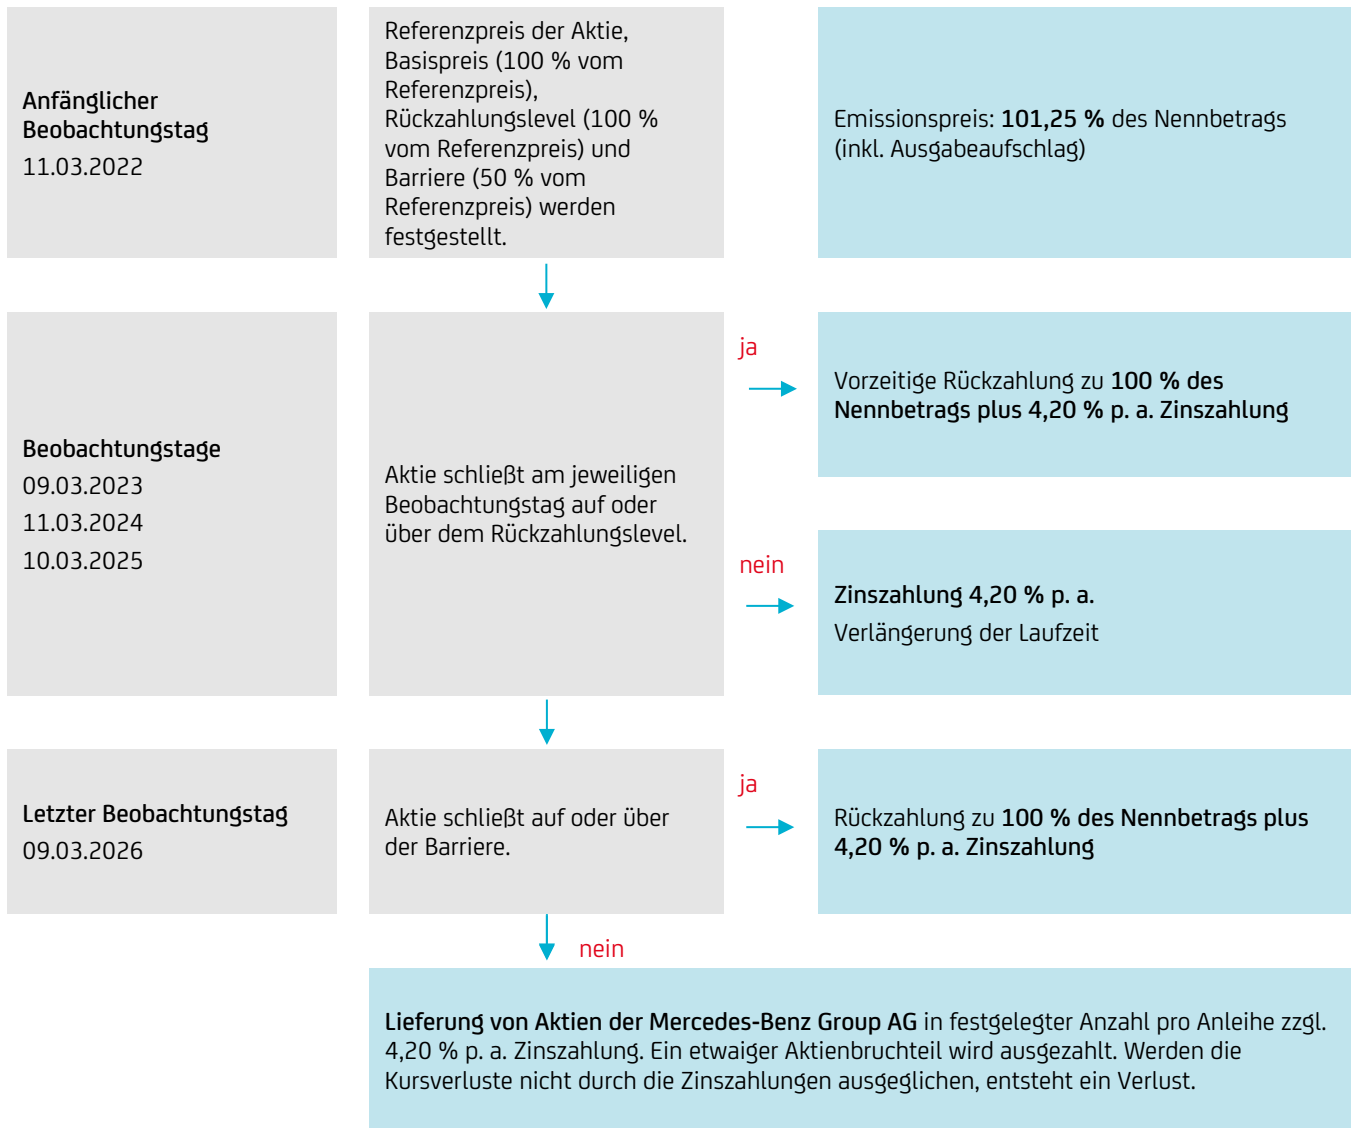 Anfänglicher
Beobachtungstag
11.03.2022
Referenzpreis der Aktie,
Basispreis (100 % vom
Referenzpreis),
Rückzahlungslevel (100 %
vom Referenzpreis) und
Barriere (50 % vom
Referenzpreis) werden
festgestellt.
Emissionspreis: 101,25 % des Nennbetrags
(inkl. Ausgabeaufschlag)
Beobachtungstage
09.03.2023
11.03.2024
10.03.2025
Aktie schließt am jeweiligen
Beobachtungstag auf oder
über dem Rückzahlungslevel.
ja
Vorzeitige Rückzahlung zu 100 % des
Nennbetrags plus 4,20 % p. a. Zinszahlung
nein
Zinszahlung 4,20 % p. a.
Verlängerung der Laufzeit
Letzter Beobachtungstag
09.03.2026
Aktie schließt auf oder über
der Barriere.
ja
Rückzahlung zu 100 % des Nennbetrags plus
4,20 % p. a. Zinszahlung
nein
Lieferung von Aktien der Mercedes-Benz Group AG in festgelegter Anzahl pro Anleihe zzgl.
4,20 % p. a. Zinszahlung. Ein etwaiger Aktienbruchteil wird ausgezahlt. Werden die
Kursverluste nicht durch die Zinszahlungen ausgeglichen, entsteht ein Verlust.